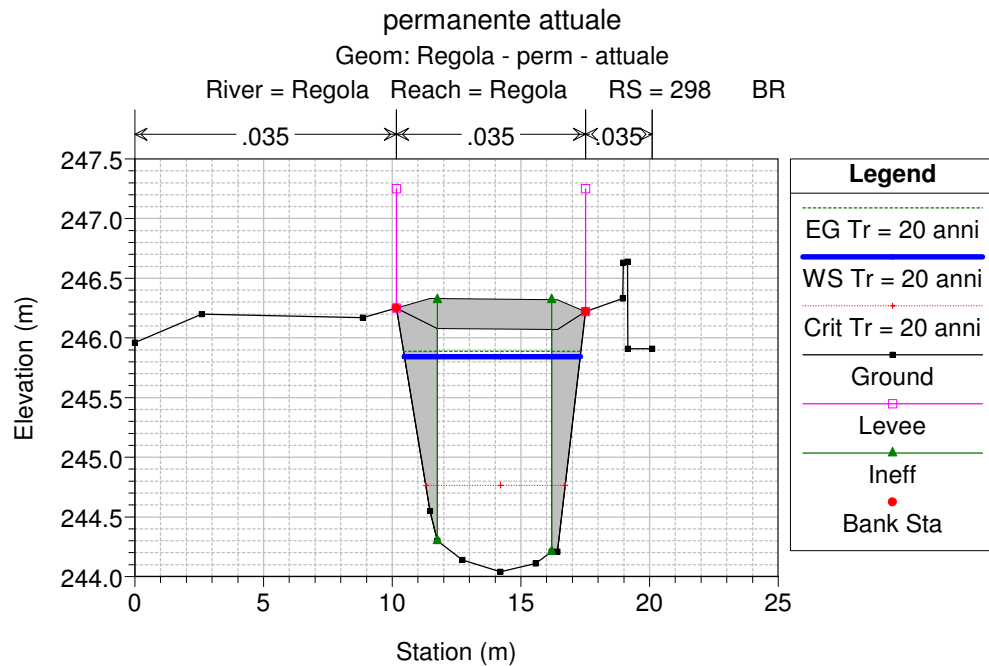 permanente attuale
Geom: Regola - perm - attuale
River = Regola Reach = Regola RS = 298 BR
.035 .035 .035
247.5
247.0
246.5
246.0
245.5
245.0
244.5
244.0
0 5 10 15 20 25
Station (m)
Elevation (m)
Legend
EG Tr = 20 anni
WS Tr = 20 anni
Crit Tr = 20 anni
Ground
Levee
Ineff
Bank Sta